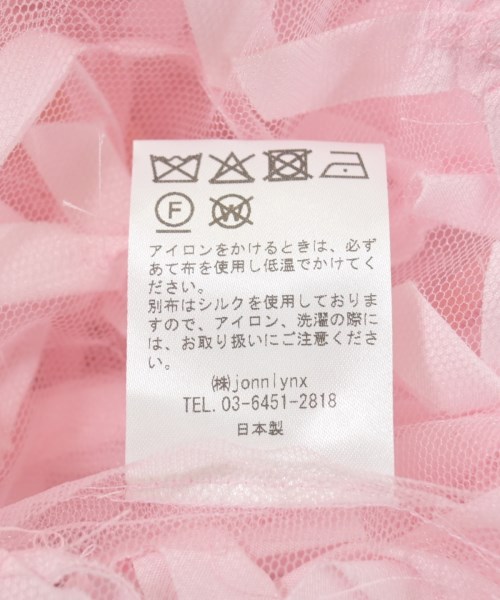 F
W
アイロンをかけるときは、必ず
あて布を使用し低温でかけてく
ださい。
別布はシルクを使用しておりま
すので、アイロン、洗濯の際に
は、お取り扱いにご注意くださ
い。
㈱jonnlynx
TEL. 03-6451-2818
日本製